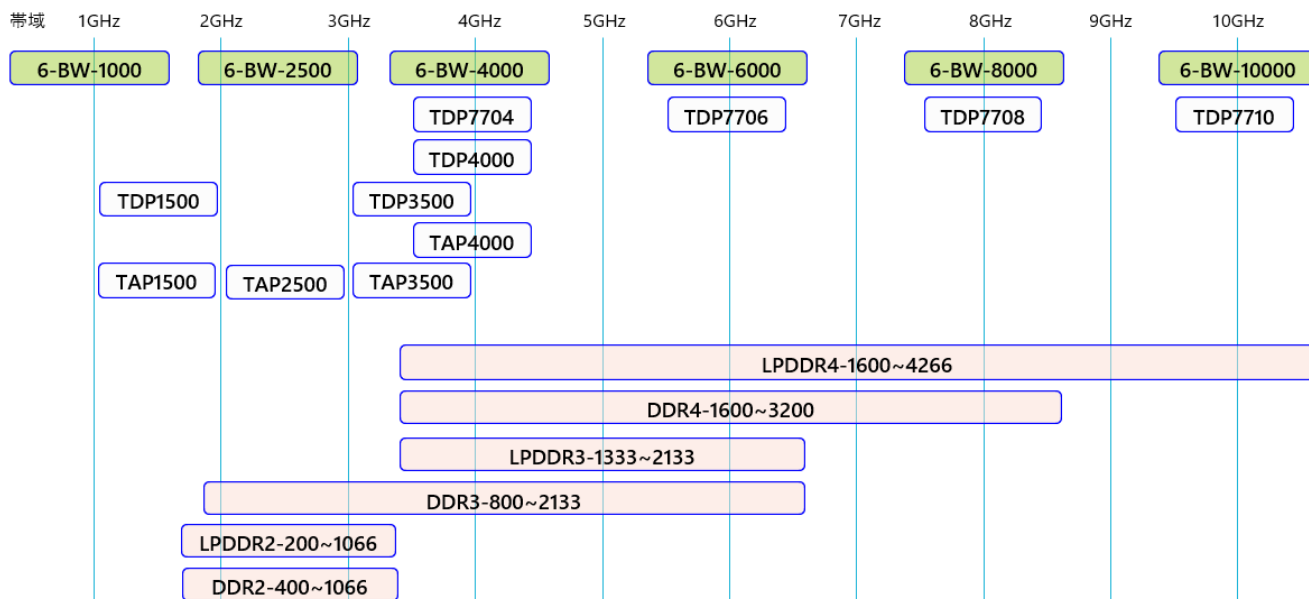 帯域 1GHz 2GHz 3GHz 4GHz 5GHz 6GHz 7GHz 8GHz 9GHz 10GHz
6-BW-1000 6-BW-2500 6-BW-4000 6-BW-6000 6-BW-8000 6-BW-10000
TDP7704 TDP7706 TDP7708 TDP7710
TDP4000
TDP1500 TDP3500
TAP4000
TAP1500 TAP2500 TAP3500
LPDDR4-1600~4266
DDR4-1600~3200
LPDDR3-1333~2133
DDR3-800~2133
LPDDR2-200~1066
DDR2-400~1066